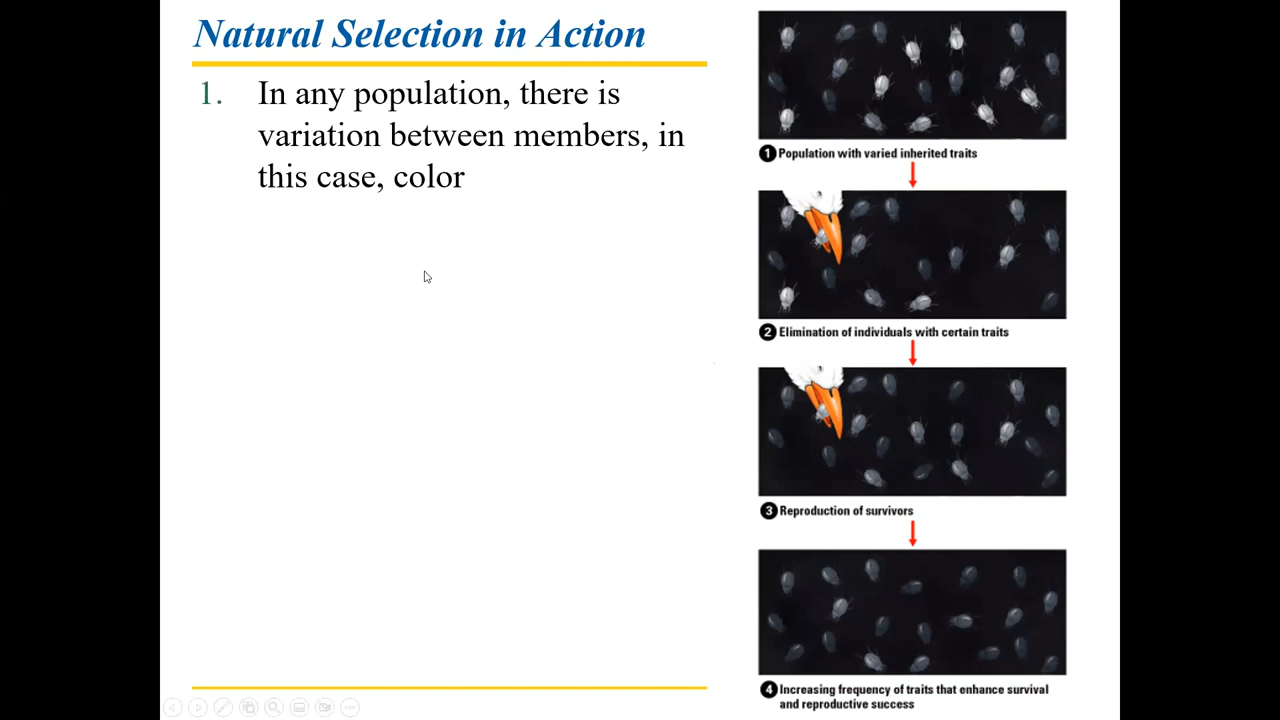 Natural Selection in Action
1. In any population, there is
variation between members, in
this case, color
1 Population with varied inherited traits
2 Elimination of individuals with certain traits
3 Reproduction of survivors
4 Increasing frequency of traits that enhance survival
and reproductive success